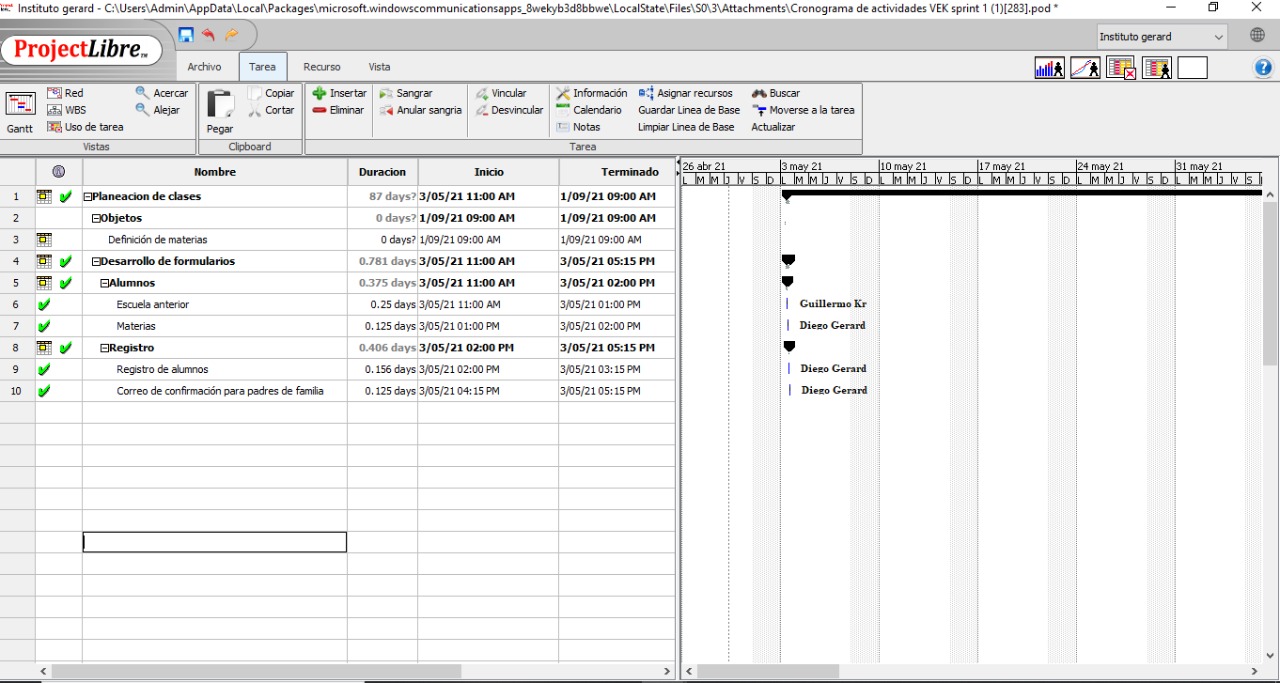 Instituto gerard - C:\Users\Admin\AppData\Local\Packages\microsoft.windowscommunicationsapps_8wekyb3d8bbwe\LocalState\Files\S0\3\Attachments\Cronograma de actividades VEK sprint 1 (1)[283].pod *
ProjectLibre TM
Instituto gerard
Archivo Tarea Recurso Vista
Red Acercar Copiar Insertar Sangrar Vincular Información Asignar recursos Buscar
WBS Alejar Cortar Eliminar Anular sangria Desvincular Calendario Guardar Linea de Base Moverse a la tarea
Gantt Uso de tarea Pegar Notas Limpiar Linea de Base Actualizar
Vistas Clipboard Tarea
26 abr 21 3 may 21 10 may 21 17 may 21 24 may 21 31 may 21
Nombre Duracion Inicio Terminado
L M M J V S D L M M J V S D L M M J V S D L M M J V S D L M M J V S D L M M J V S
1 Planeacion de clases 87 days? 3/05/21 11:00 AM 1/09/21 09:00 AM
2 Objetos 0 days? 1/09/21 09:00 AM 1/09/21 09:00 AM
3 Definición de materias 0 days? 1/09/21 09:00 AM 1/09/21 09:00 AM
4 Desarrollo de formularios 0.781 days 3/05/21 11:00 AM 3/05/21 05:15 PM
5 Alumnos 0.375 days 3/05/21 11:00 AM 3/05/21 02:00 PM
6 Escuela anterior 0.25 days 3/05/21 11:00 AM 3/05/21 01:00 PM Guillermo Kr
7 Materias 0.125 days 3/05/21 01:00 PM 3/05/21 02:00 PM Diego Gerard
8 Registro 0.406 days 3/05/21 02:00 PM 3/05/21 05:15 PM
9 Registro de alumnos 0.156 days 3/05/21 02:00 PM 3/05/21 03:15 PM Diego Gerard
10 Correo de confirmación para padres de familia 0.125 days 3/05/21 04:15 PM 3/05/21 05:15 PM Diego Gerard